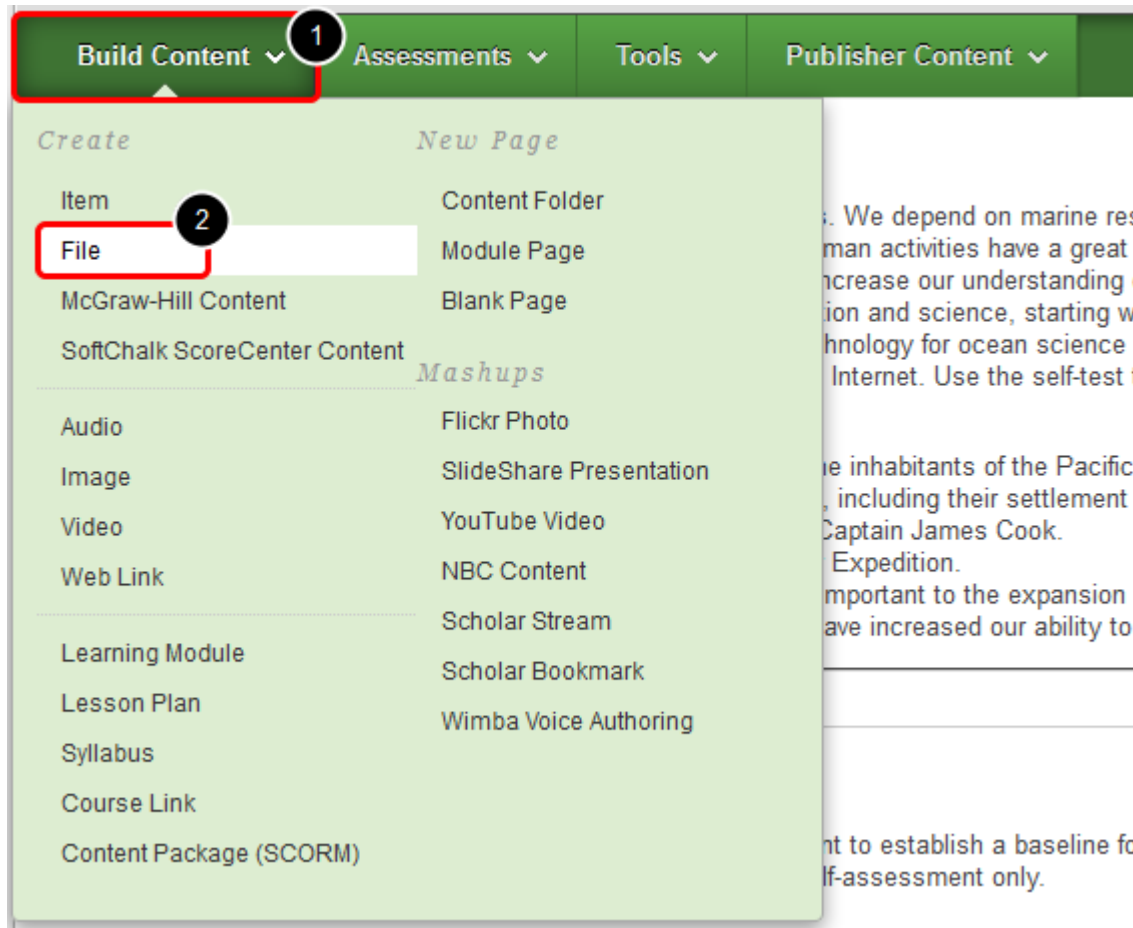 Build Content
1
Assessments
Tools
Publisher Content
Create
Item
2
File
McGraw-Hill Content
SoftChalk ScoreCenter Content
Audio
Image
Video
Web Link
Learning Module
Lesson Plan
Syllabus
Course Link
Content Package (SCORM)
New Page
Content Folder
Module Page
Blank Page
Mashups
Flickr Photo
SlideShare Presentation
YouTube Video
NBC Content
Scholar Stream
Scholar Bookmark
Wimba Voice Authoring
. We depend on marine res
man activities have a great
ncrease our understanding
ion and science, starting w
hnology for ocean science
Internet. Use the self-test
e inhabitants of the Pacific
, including their settlement
Captain James Cook.
Expedition.
mportant to the expansion
ave increased our ability to
nt to establish a baseline fo
lf-assessment only.